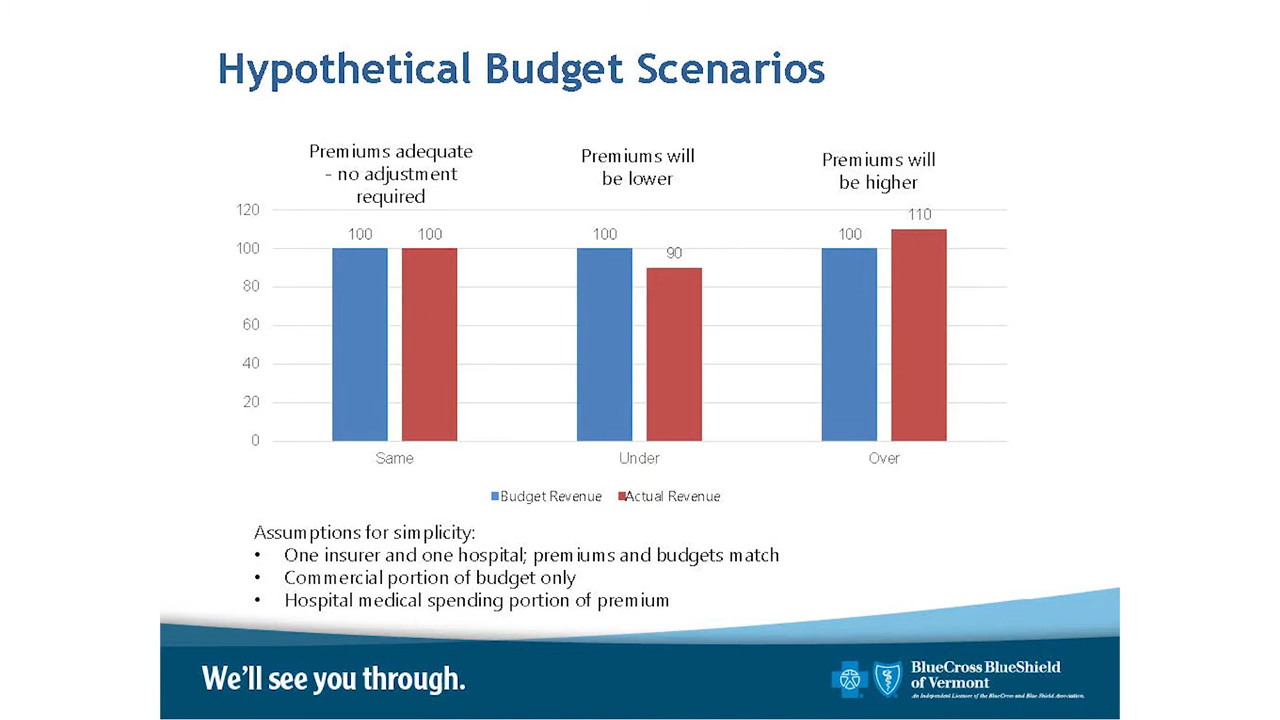 Hypothetical Budget Scenarios
Premiums adequate
- no adjustment
required
Premiums will
be lower
Premiums will
be higher
120
100
80
60
40
20
0
100
100
100
90
100
110
Same
Under
Over
Budget Revenue
Actual Revenue
Assumptions for simplicity:
• One insurer and one hospital; premiums and budgets match
• Commercial portion of budget only
• Hospital medical spending portion of premium
We'll see you through.
BlueCross BlueShield
of Vermont
An Independent Licensee of the BlueCross and Blue Shield Association.